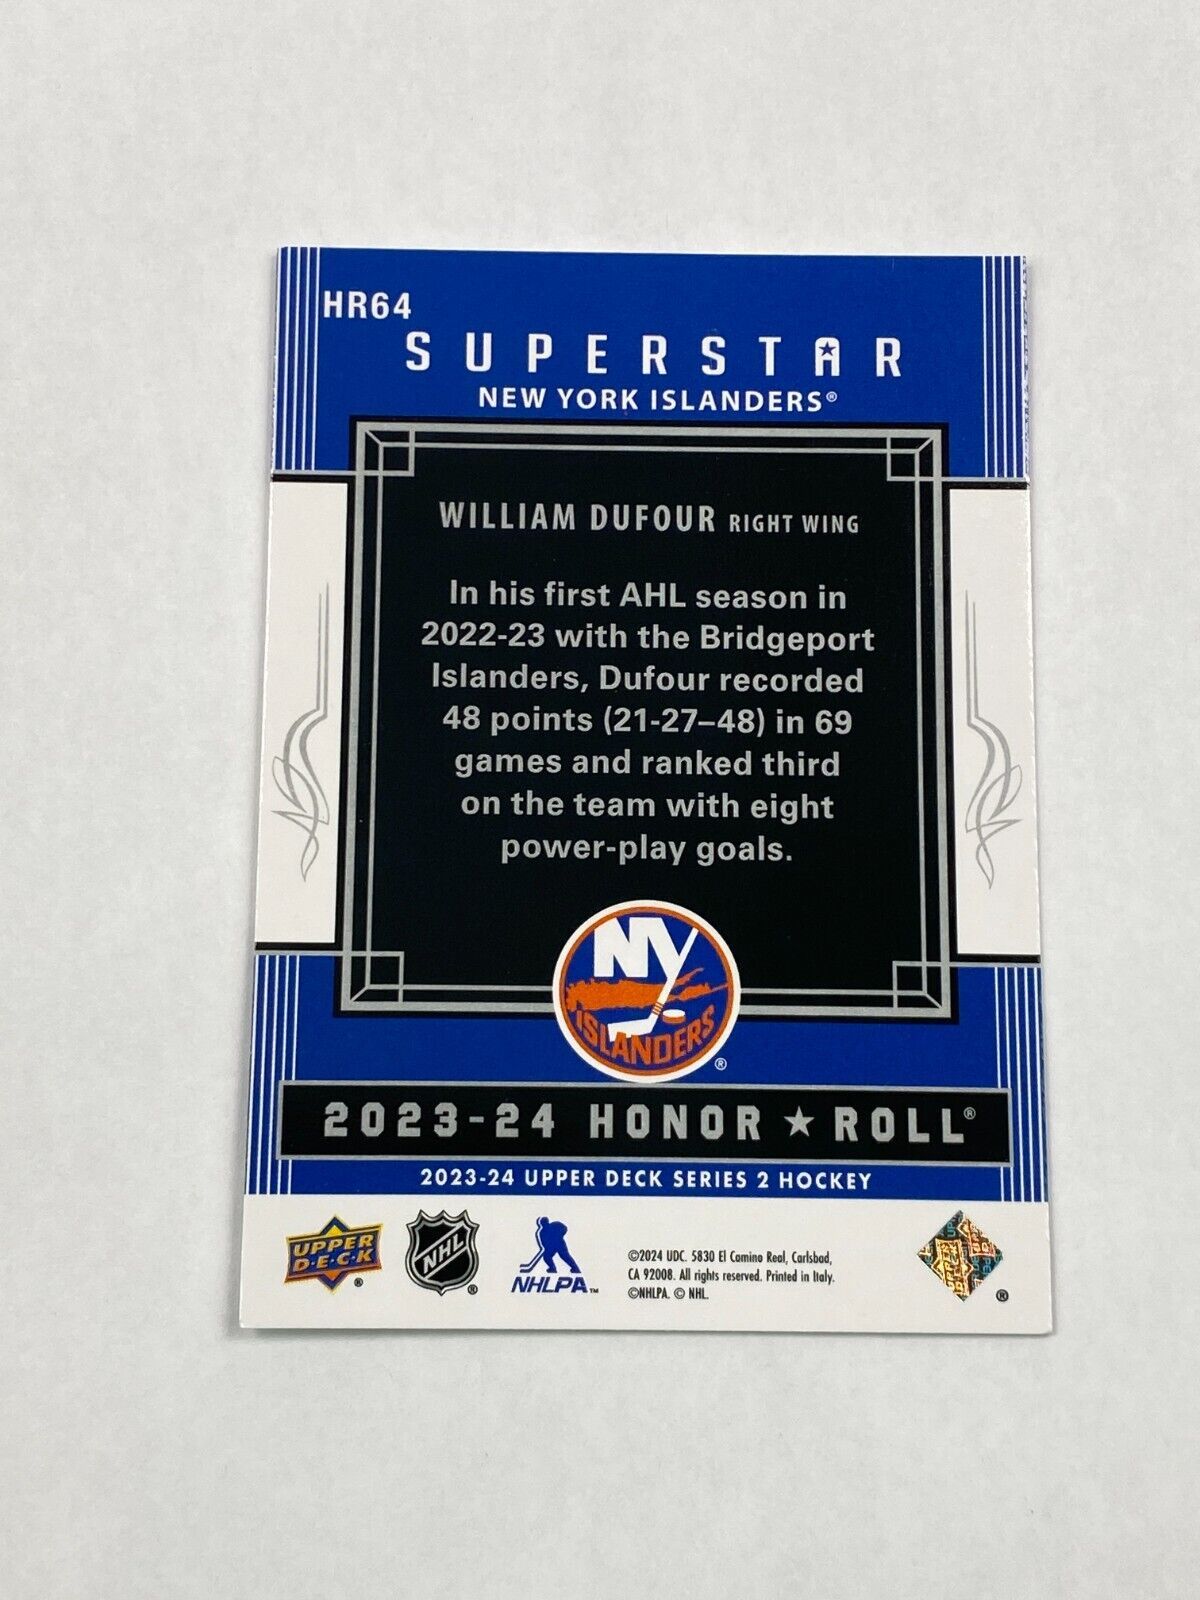 HR64
SUPERSTAR
NEW YORK ISLANDERS®
WILLIAM DUFOUR RIGHT WING
In his first AHL season in
2022-23 with the Bridgeport
Islanders, Dufour recorded
48 points (21-27–48) in 69
games and ranked third
on the team with eight
power-play goals.
NY
ISLANDERS
®
2023-24 HONOR ★ ROLL®
2023-24 UPPER DECK SERIES 2 HOCKEY
UPPER
D•E•C•K
®
NHL
®
NHLPA™
©2024 UDC. 5830 El Camino Real, Carlsbad,
CA 92008. All rights reserved. Printed in Italy.
©NHLPA. © NHL.
®